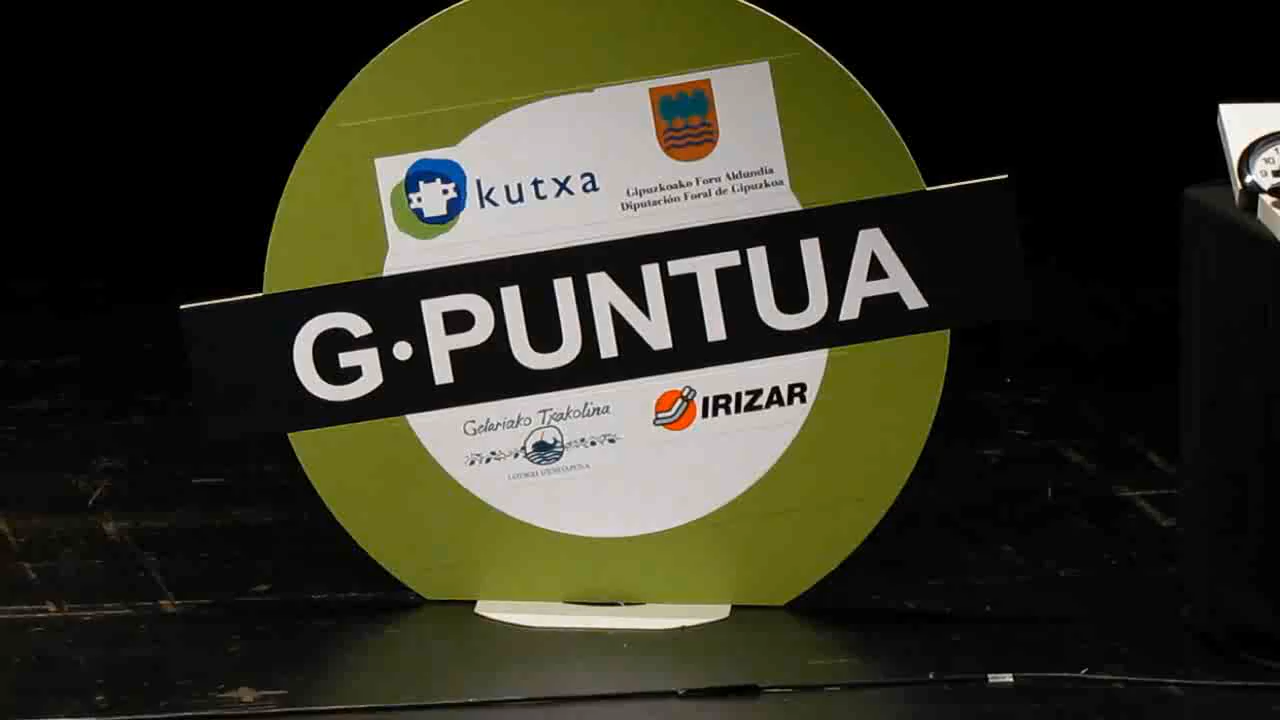 kutxa
Gipuzkoako Foru Aldundia
Diputación Foral de Gipuzkoa
G·PUNTUA
Getariako Txakolina
IRIZAR